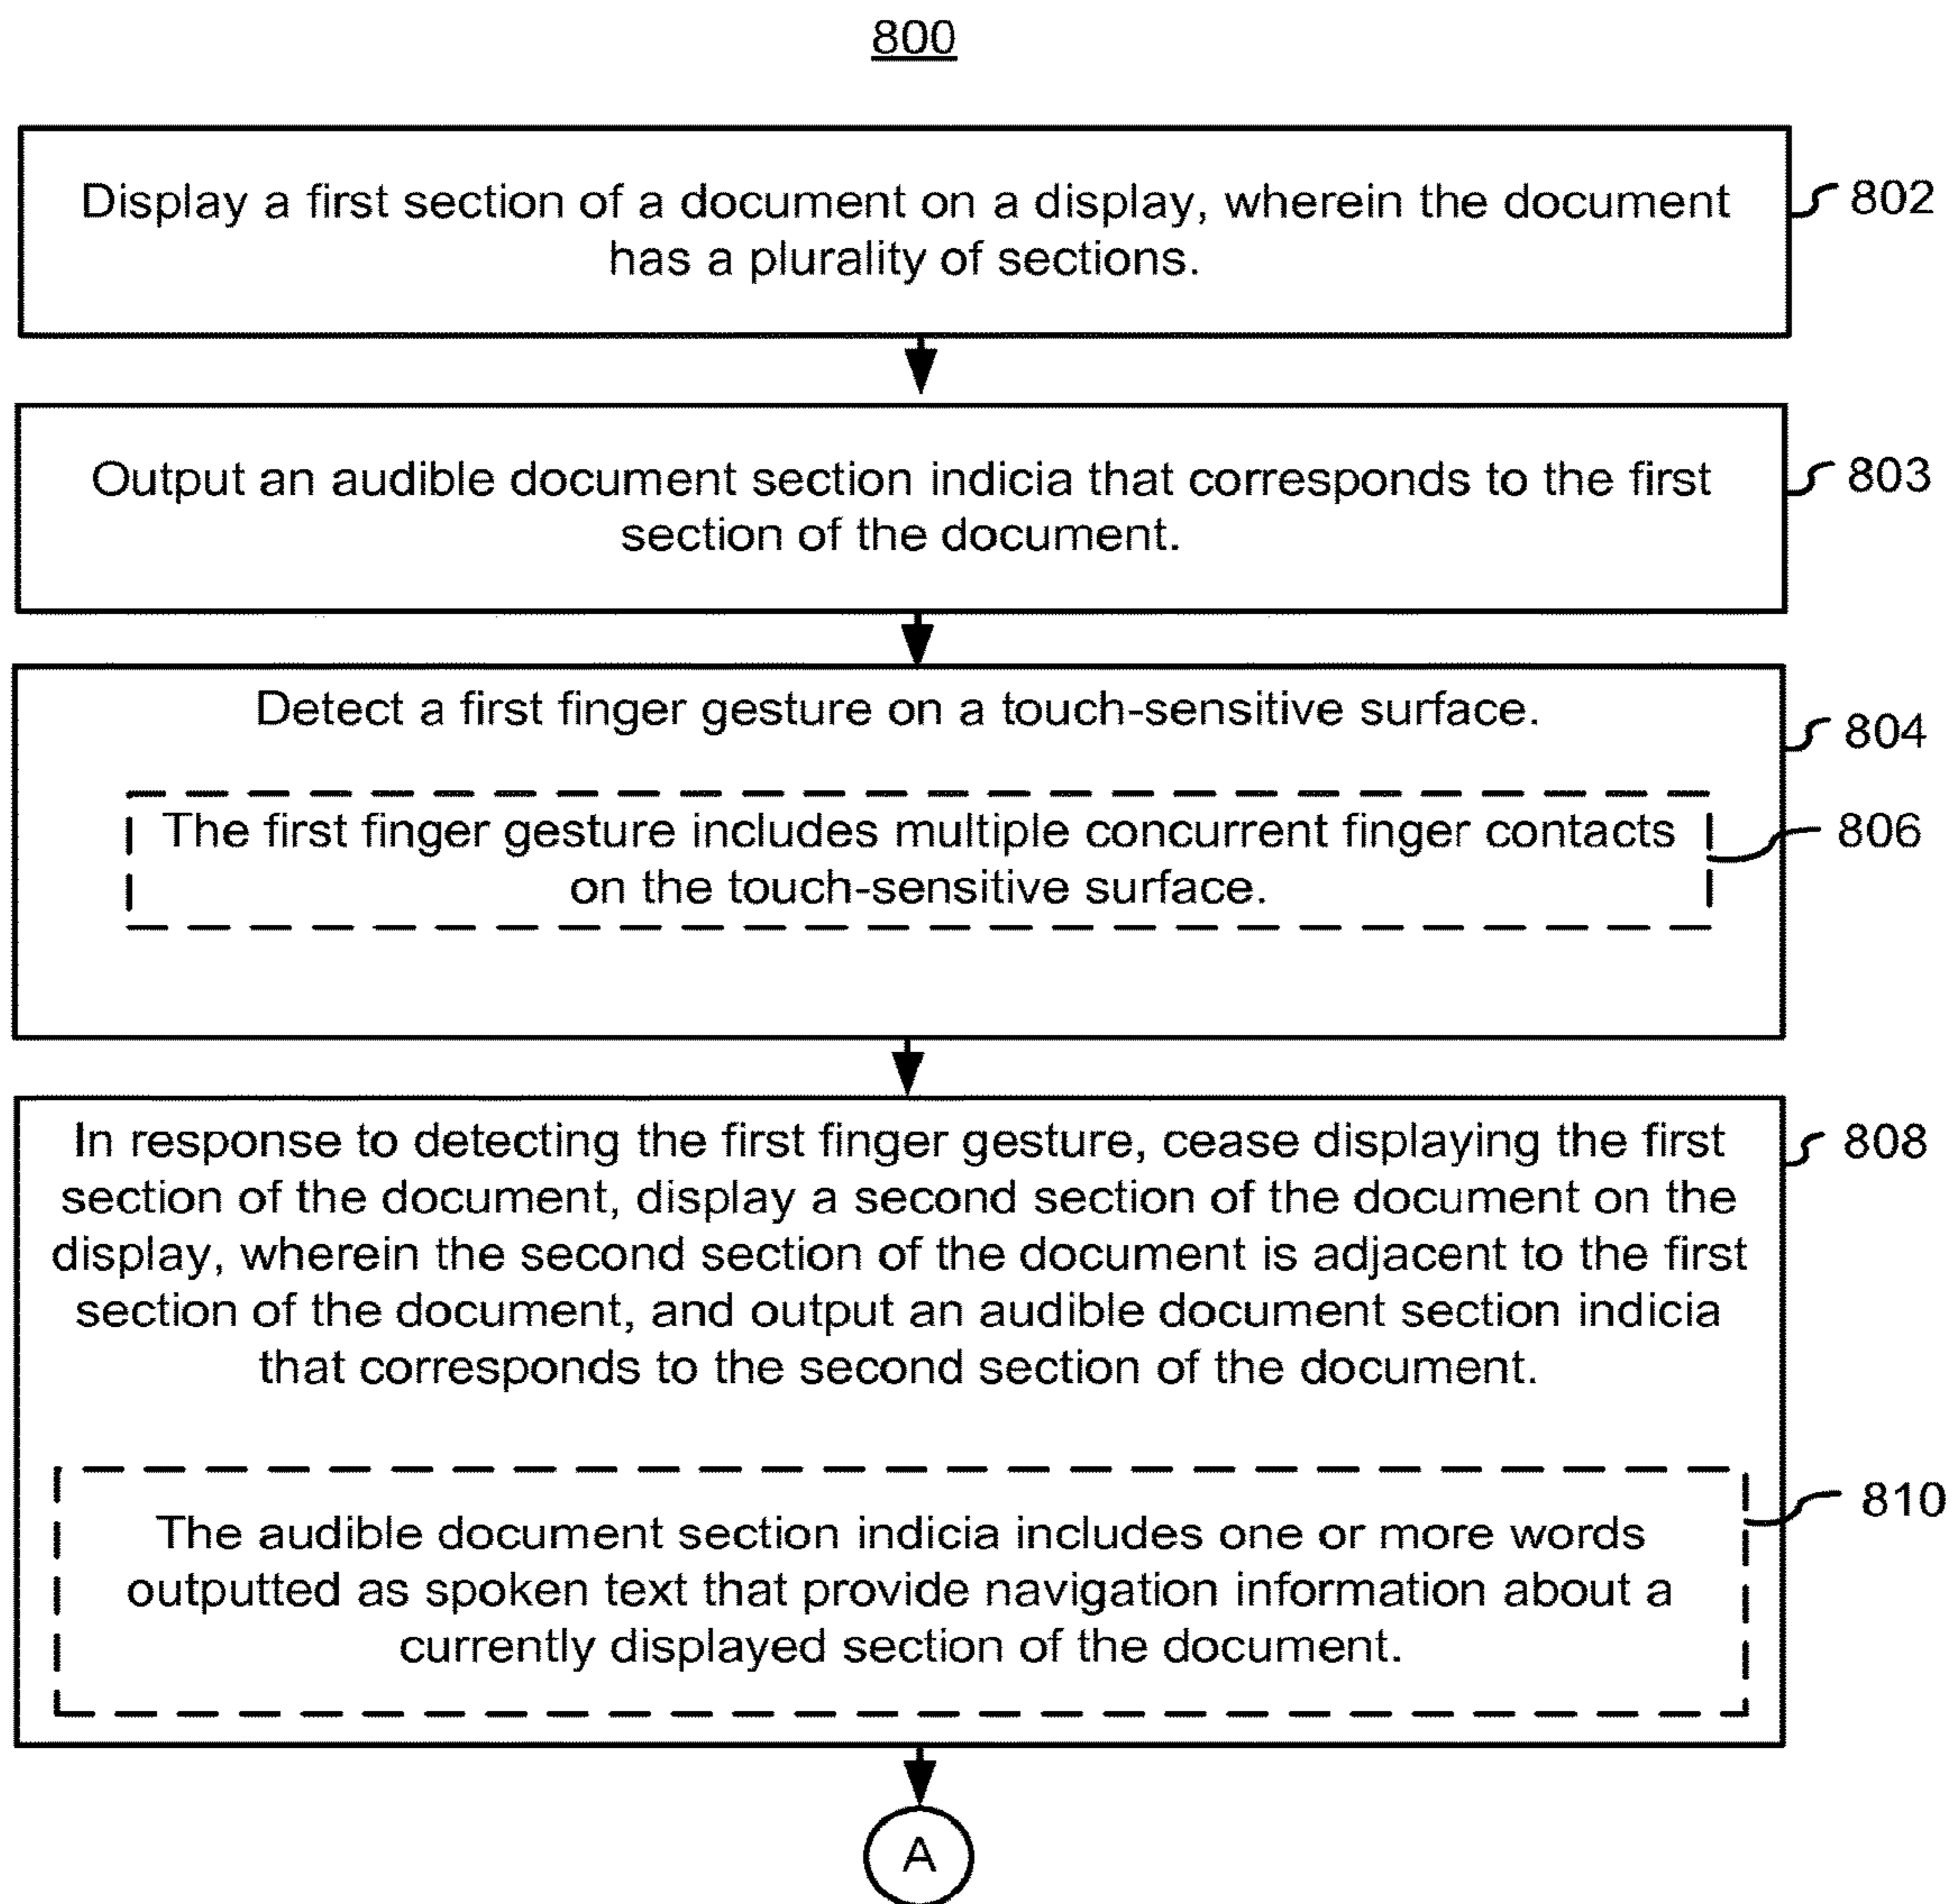 800
Display a first section of a document on a display, wherein the document
has a plurality of sections.
802
Output an audible document section indicia that corresponds to the first
section of the document.
803
Detect a first finger gesture on a touch-sensitive surface.
804
The first finger gesture includes multiple concurrent finger contacts
on the touch-sensitive surface.
806
In response to detecting the first finger gesture, cease displaying the first
section of the document, display a second section of the document on the
display, wherein the second section of the document is adjacent to the first
section of the document, and output an audible document section indicia
that corresponds to the second section of the document.
808
The audible document section indicia includes one or more words
outputted as spoken text that provide navigation information about a
currently displayed section of the document.
810
A